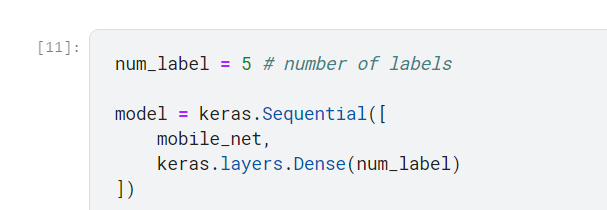 [11]:
num_label = 5 # number of labels
model = keras.Sequential([
    mobile_net,
    keras.layers.Dense(num_label)
])